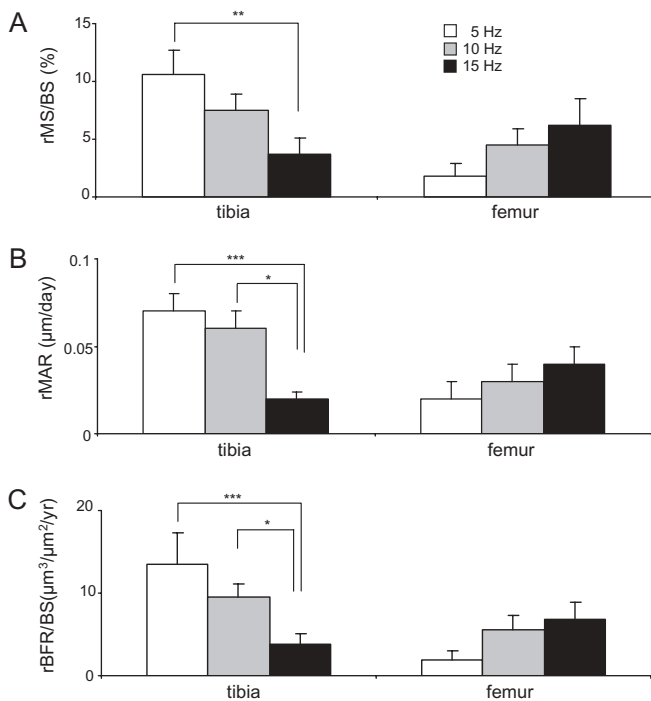 A
rMS/BS (%)
15
10
5
0
**
5 Hz
10 Hz
15 Hz
tibia
femur
B
rMAR (µm/day)
0.1
0.05
0
***
*
tibia
femur
C
rBFR/BS(µm³/µm²/yr)
20
10
0
***
*
tibia
femur